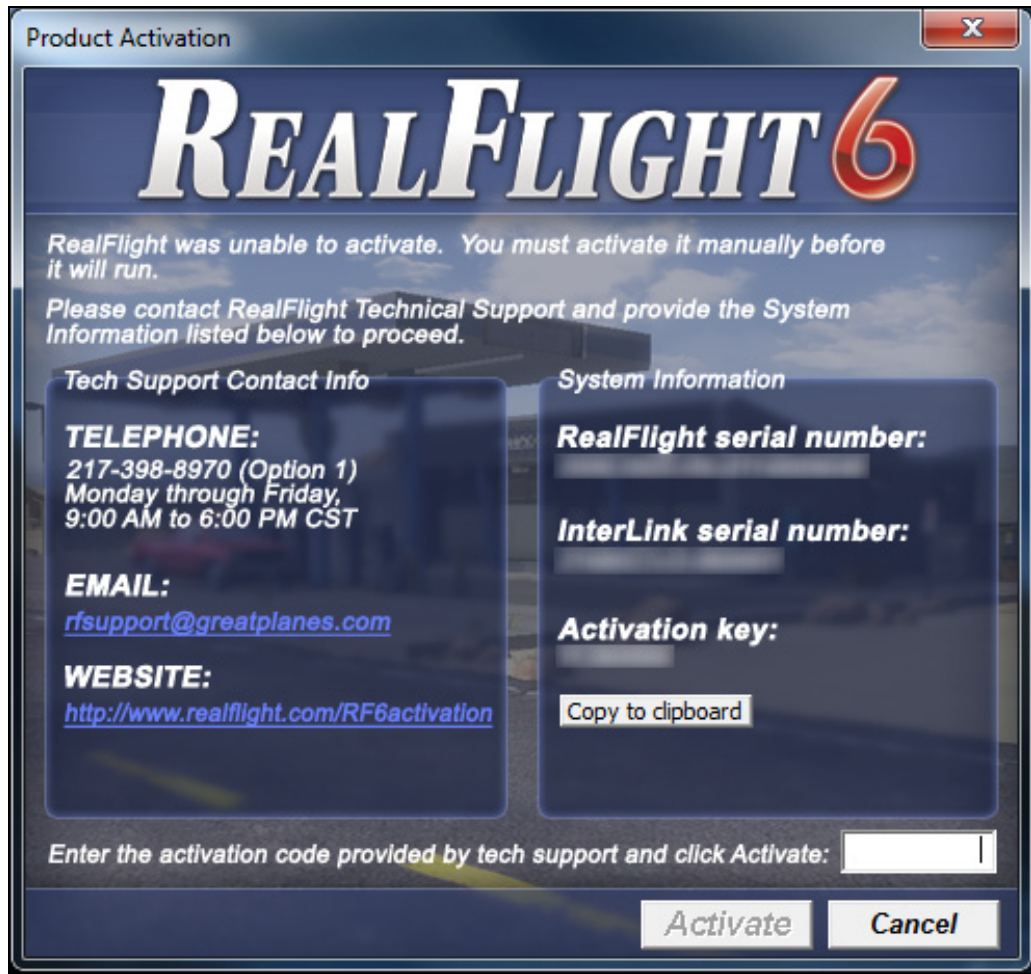 Product Activation
REALFLIGHT 6
RealFlight was unable to activate.  You must activate it manually before
it will run.
Please contact RealFlight Technical Support and provide the System
Information listed below to proceed.
Tech Support Contact Info
TELEPHONE:
217-398-8970 (Option 1)
Monday through Friday,
9:00 AM to 6:00 PM CST
EMAIL:
rfsupport@greatplanes.com
WEBSITE:
http://www.realflight.com/RF6activation
System Information
RealFlight serial number:
InterLink serial number:
Activation key:
Copy to clipboard
Enter the activation code provided by tech support and click Activate:
Activate
Cancel